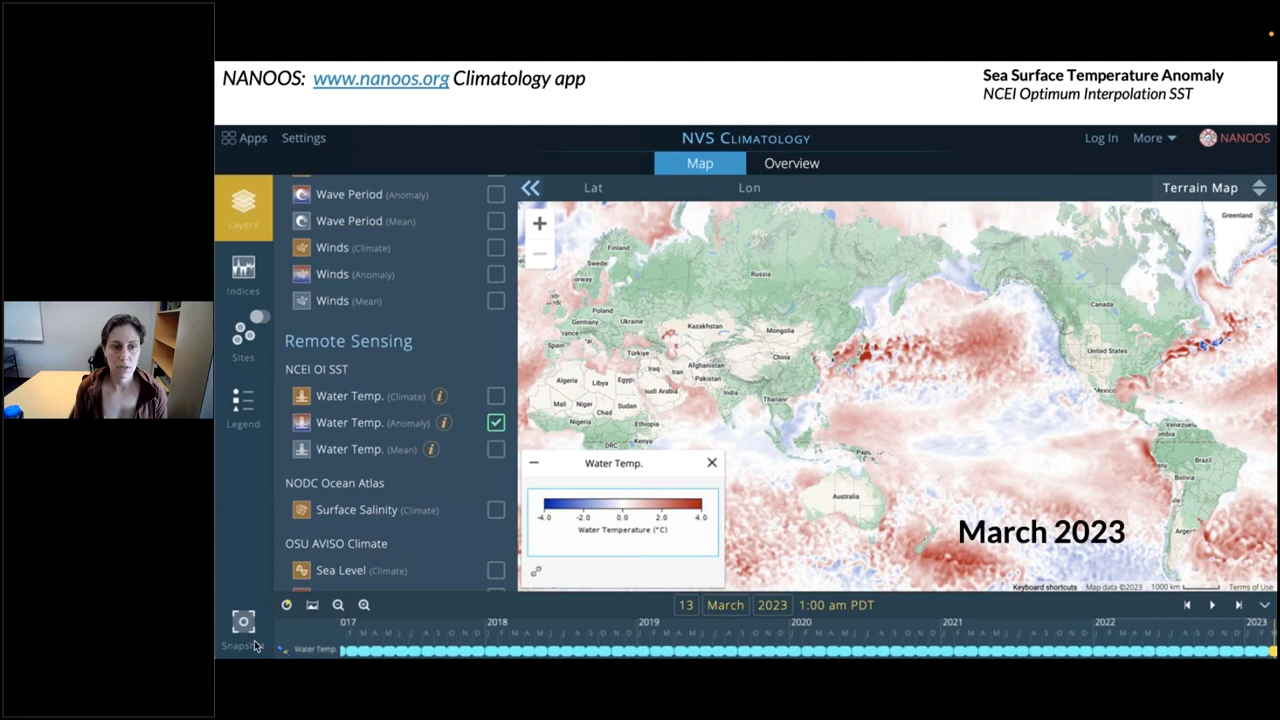 NANOOS: www.nanoos.org Climatology app
Sea Surface Temperature Anomaly
NCEI Optimum Interpolation SST
Apps Settings
NVS CLIMATOLOGY
Log In More NANOOS
Map Overview
Layers
Indices
Sites
Legend
Wave Period (Anomaly)
Wave Period (Mean)
Winds (Climate)
Winds (Anomaly)
Winds (Mean)
Remote Sensing
NCEI OI SST
Water Temp. (Climate) i
Water Temp. (Anomaly) i
Water Temp. (Mean) i
NODC Ocean Atlas
Surface Salinity (Climate)
OSU AVISO Climate
Sea Level (Climate)
Lat Lon
Terrain Map
+
Greenland
Finland
Russia
Canada
Poland
Germany
Ukraine
Kazakhstan
Mongolia
Spain
Türkiye
China
United States
Iraq
Iran
Afghanistan
Pakistan
Algeria
Libya
Egypt
India
Mexico
Mali
Niger
Sudan
Chad
Nigeria
Ethiopia
Venezuela
DRC
Kenya
Brazil
Bolivia
Australia
Water Temp.
-4.0 -2.0 0.0 2.0 4.0
Water Temperature (°C)
March 2023
Keyboard shortcuts Map data ©2023 1000 km Terms of Use
13 March 2023 1:00 am PDT
017 2018 2019 2020 2021 2022 2023
Water Temp.